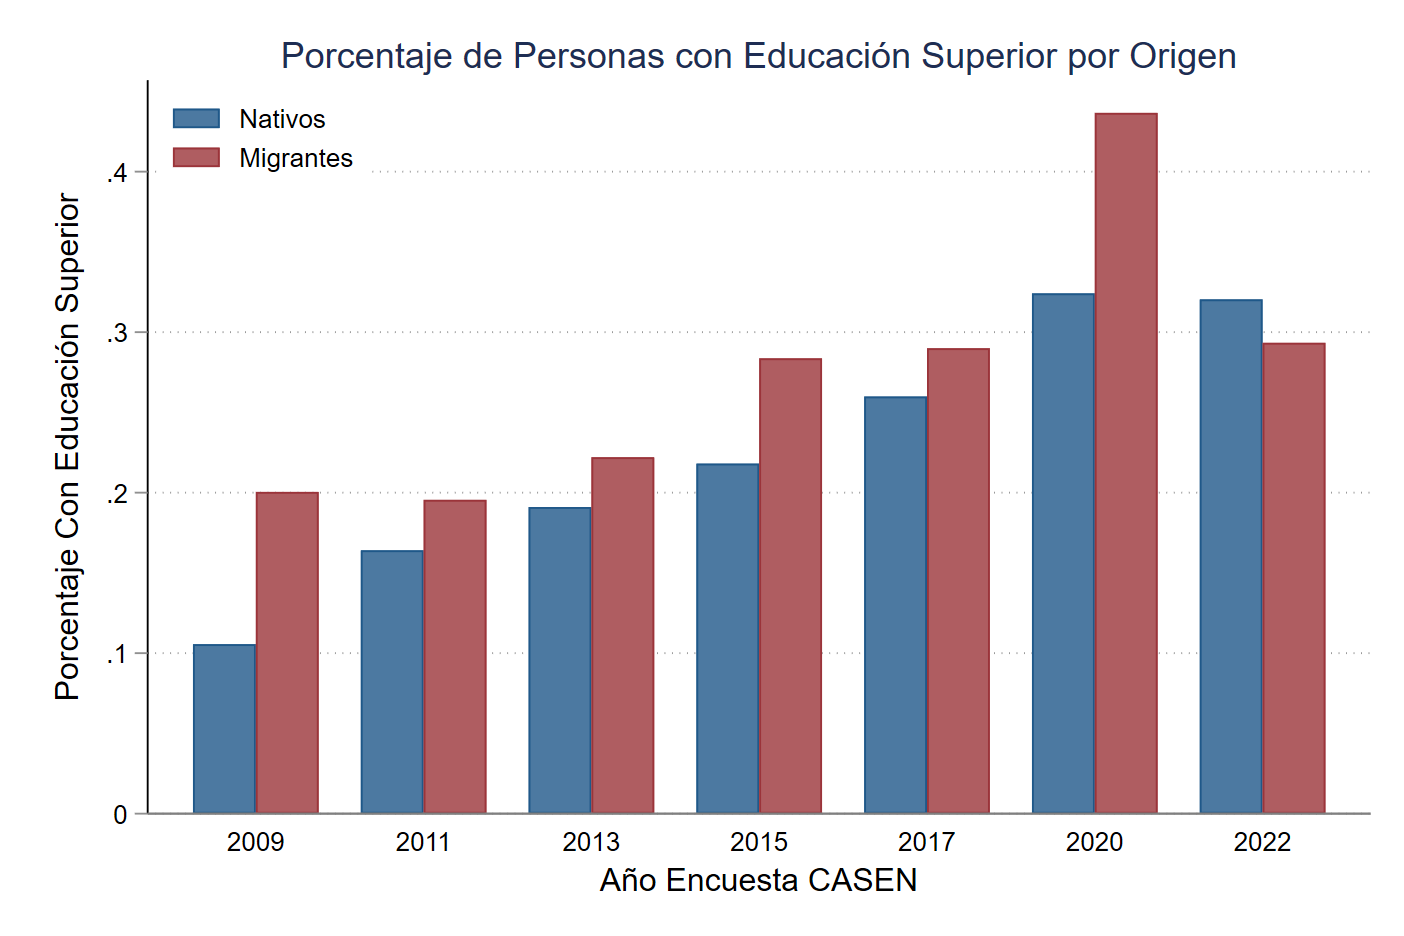 Porcentaje de Personas con Educación Superior por Origen
Nativos
Migrantes
Porcentaje Con Educación Superior
.4
.3
.2
.1
0
2009 2011 2013 2015 2017 2020 2022
Año Encuesta CASEN